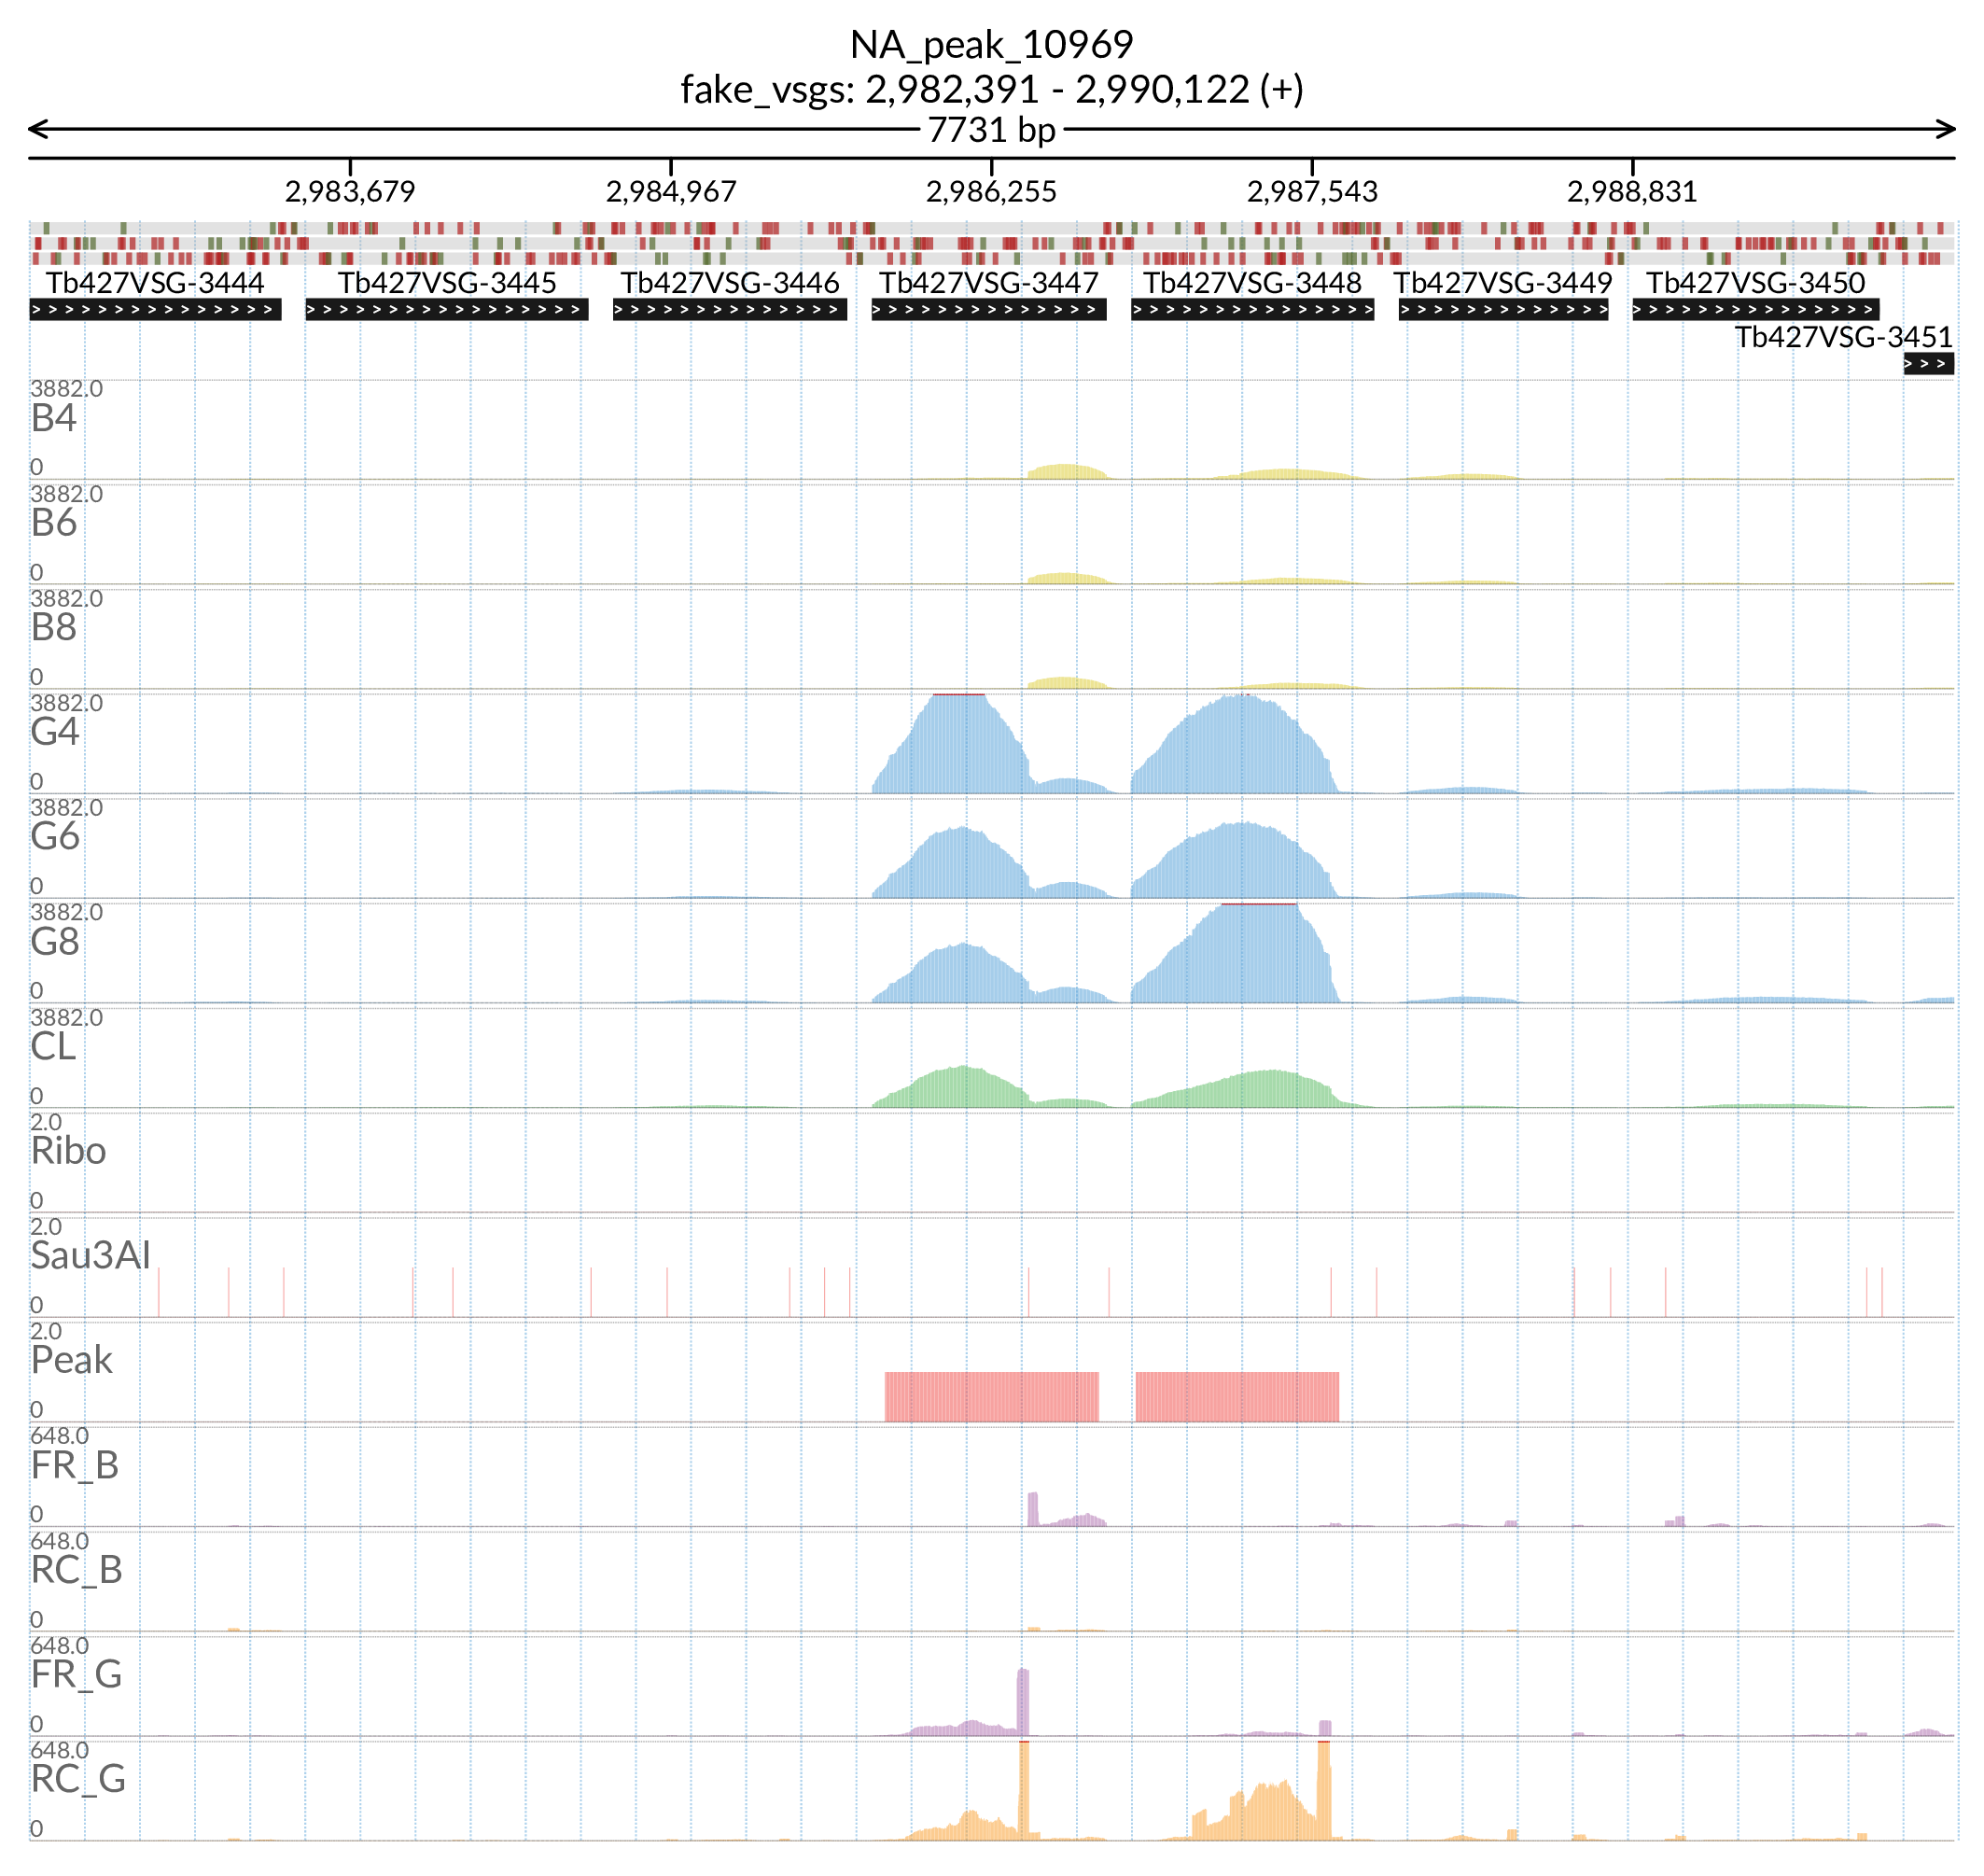 NA_peak_10969
fake_vsgs: 2,982,391 - 2,990,122 (+)
7731 bp
2,983,679 2,984,967 2,986,255 2,987,543 2,988,831
Tb427VSG-3444 Tb427VSG-3445 Tb427VSG-3446 Tb427VSG-3447 Tb427VSG-3448 Tb427VSG-3449 Tb427VSG-3450
Tb427VSG-3451
3882.0
B4
0
3882.0
B6
0
3882.0
B8
0
3882.0
G4
0
3882.0
G6
0
3882.0
G8
0
3882.0
CL
0
2.0
Ribo
0
2.0
Sau3AI
0
2.0
Peak
0
648.0
FR_B
0
648.0
RC_B
0
648.0
FR_G
0
648.0
RC_G
0